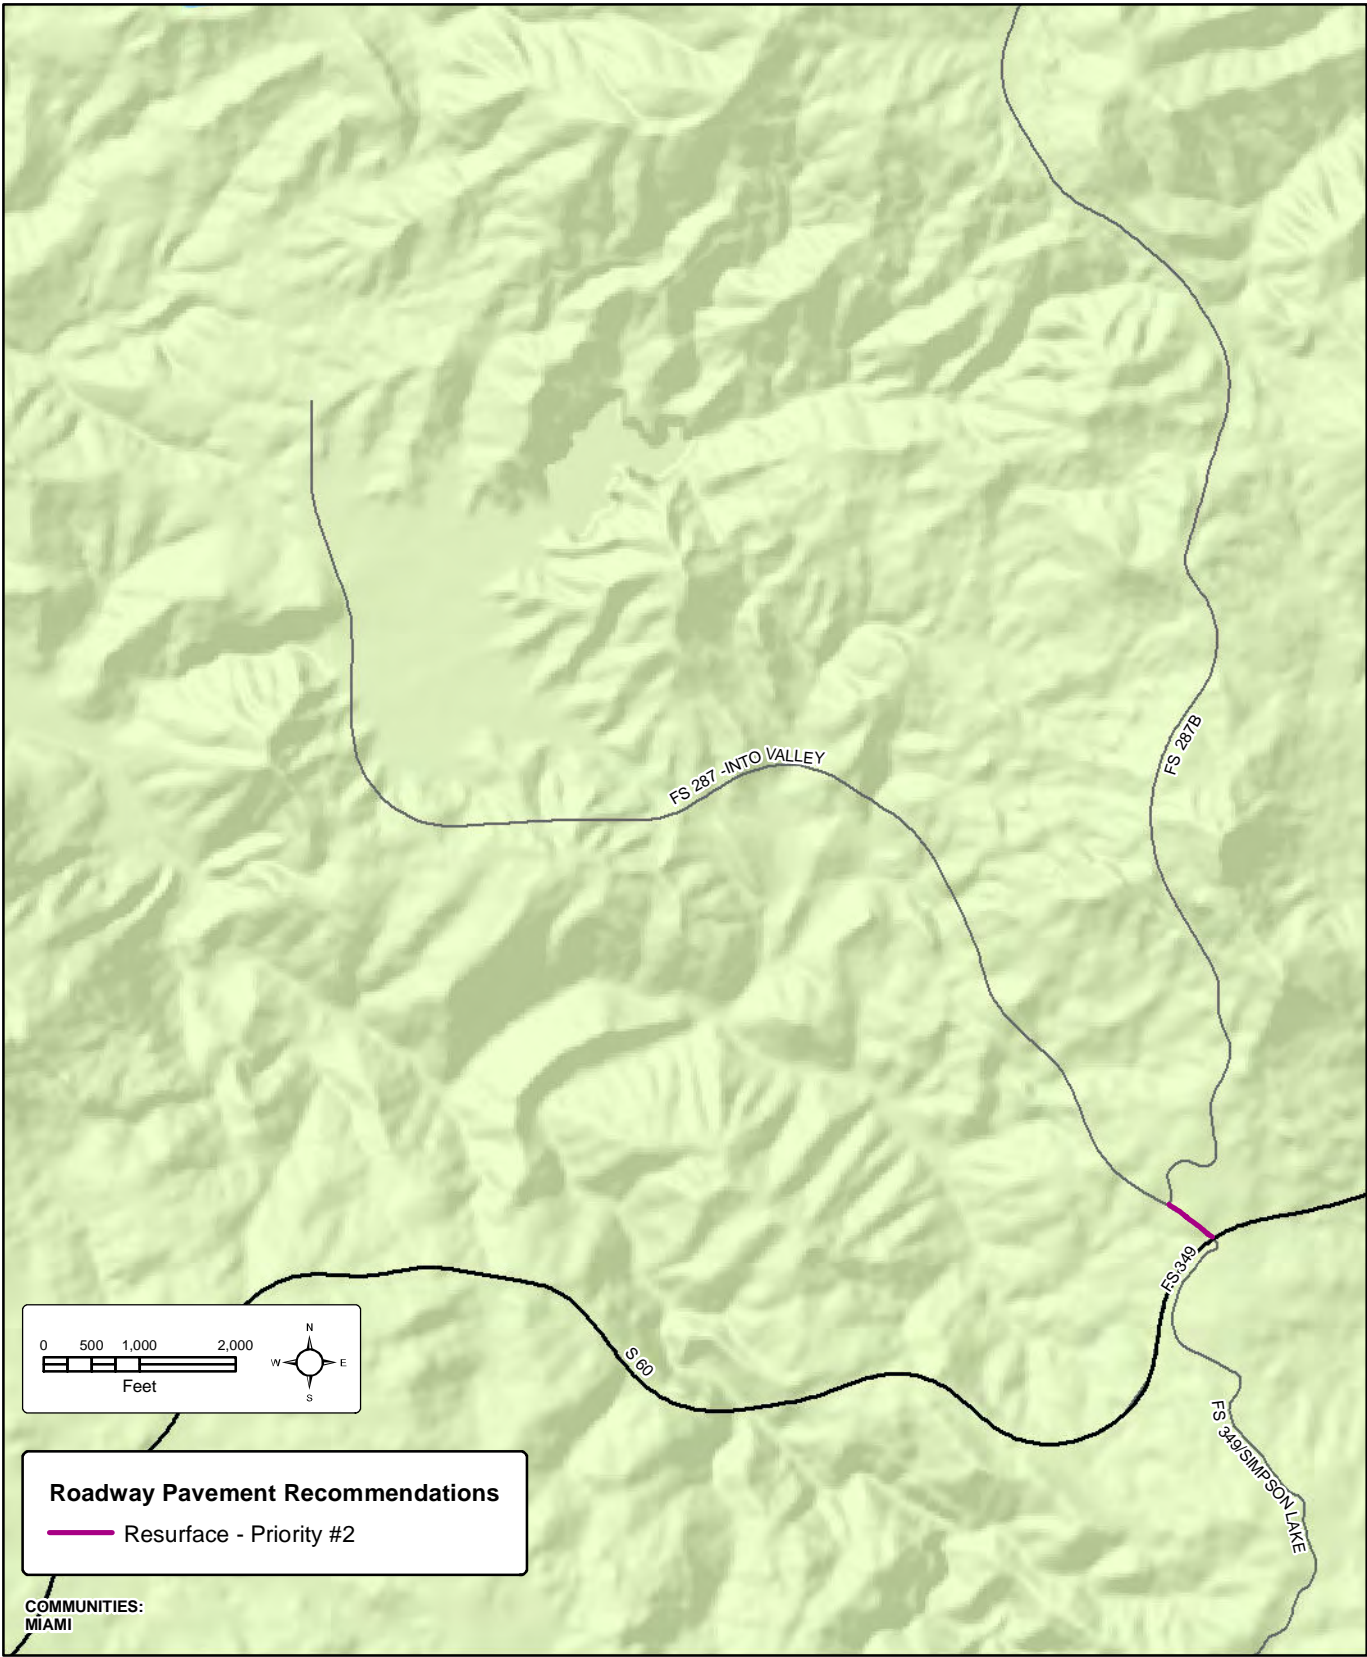 FS 287B
FS 287 -INTO VALLEY
FS 349
S 60
N
W E
S
0 500 1,000 2,000
Feet
FS 349/SIMPSON LAKE
Roadway Pavement Recommendations
Resurface - Priority #2
COMMUNITIES:
MIAMI